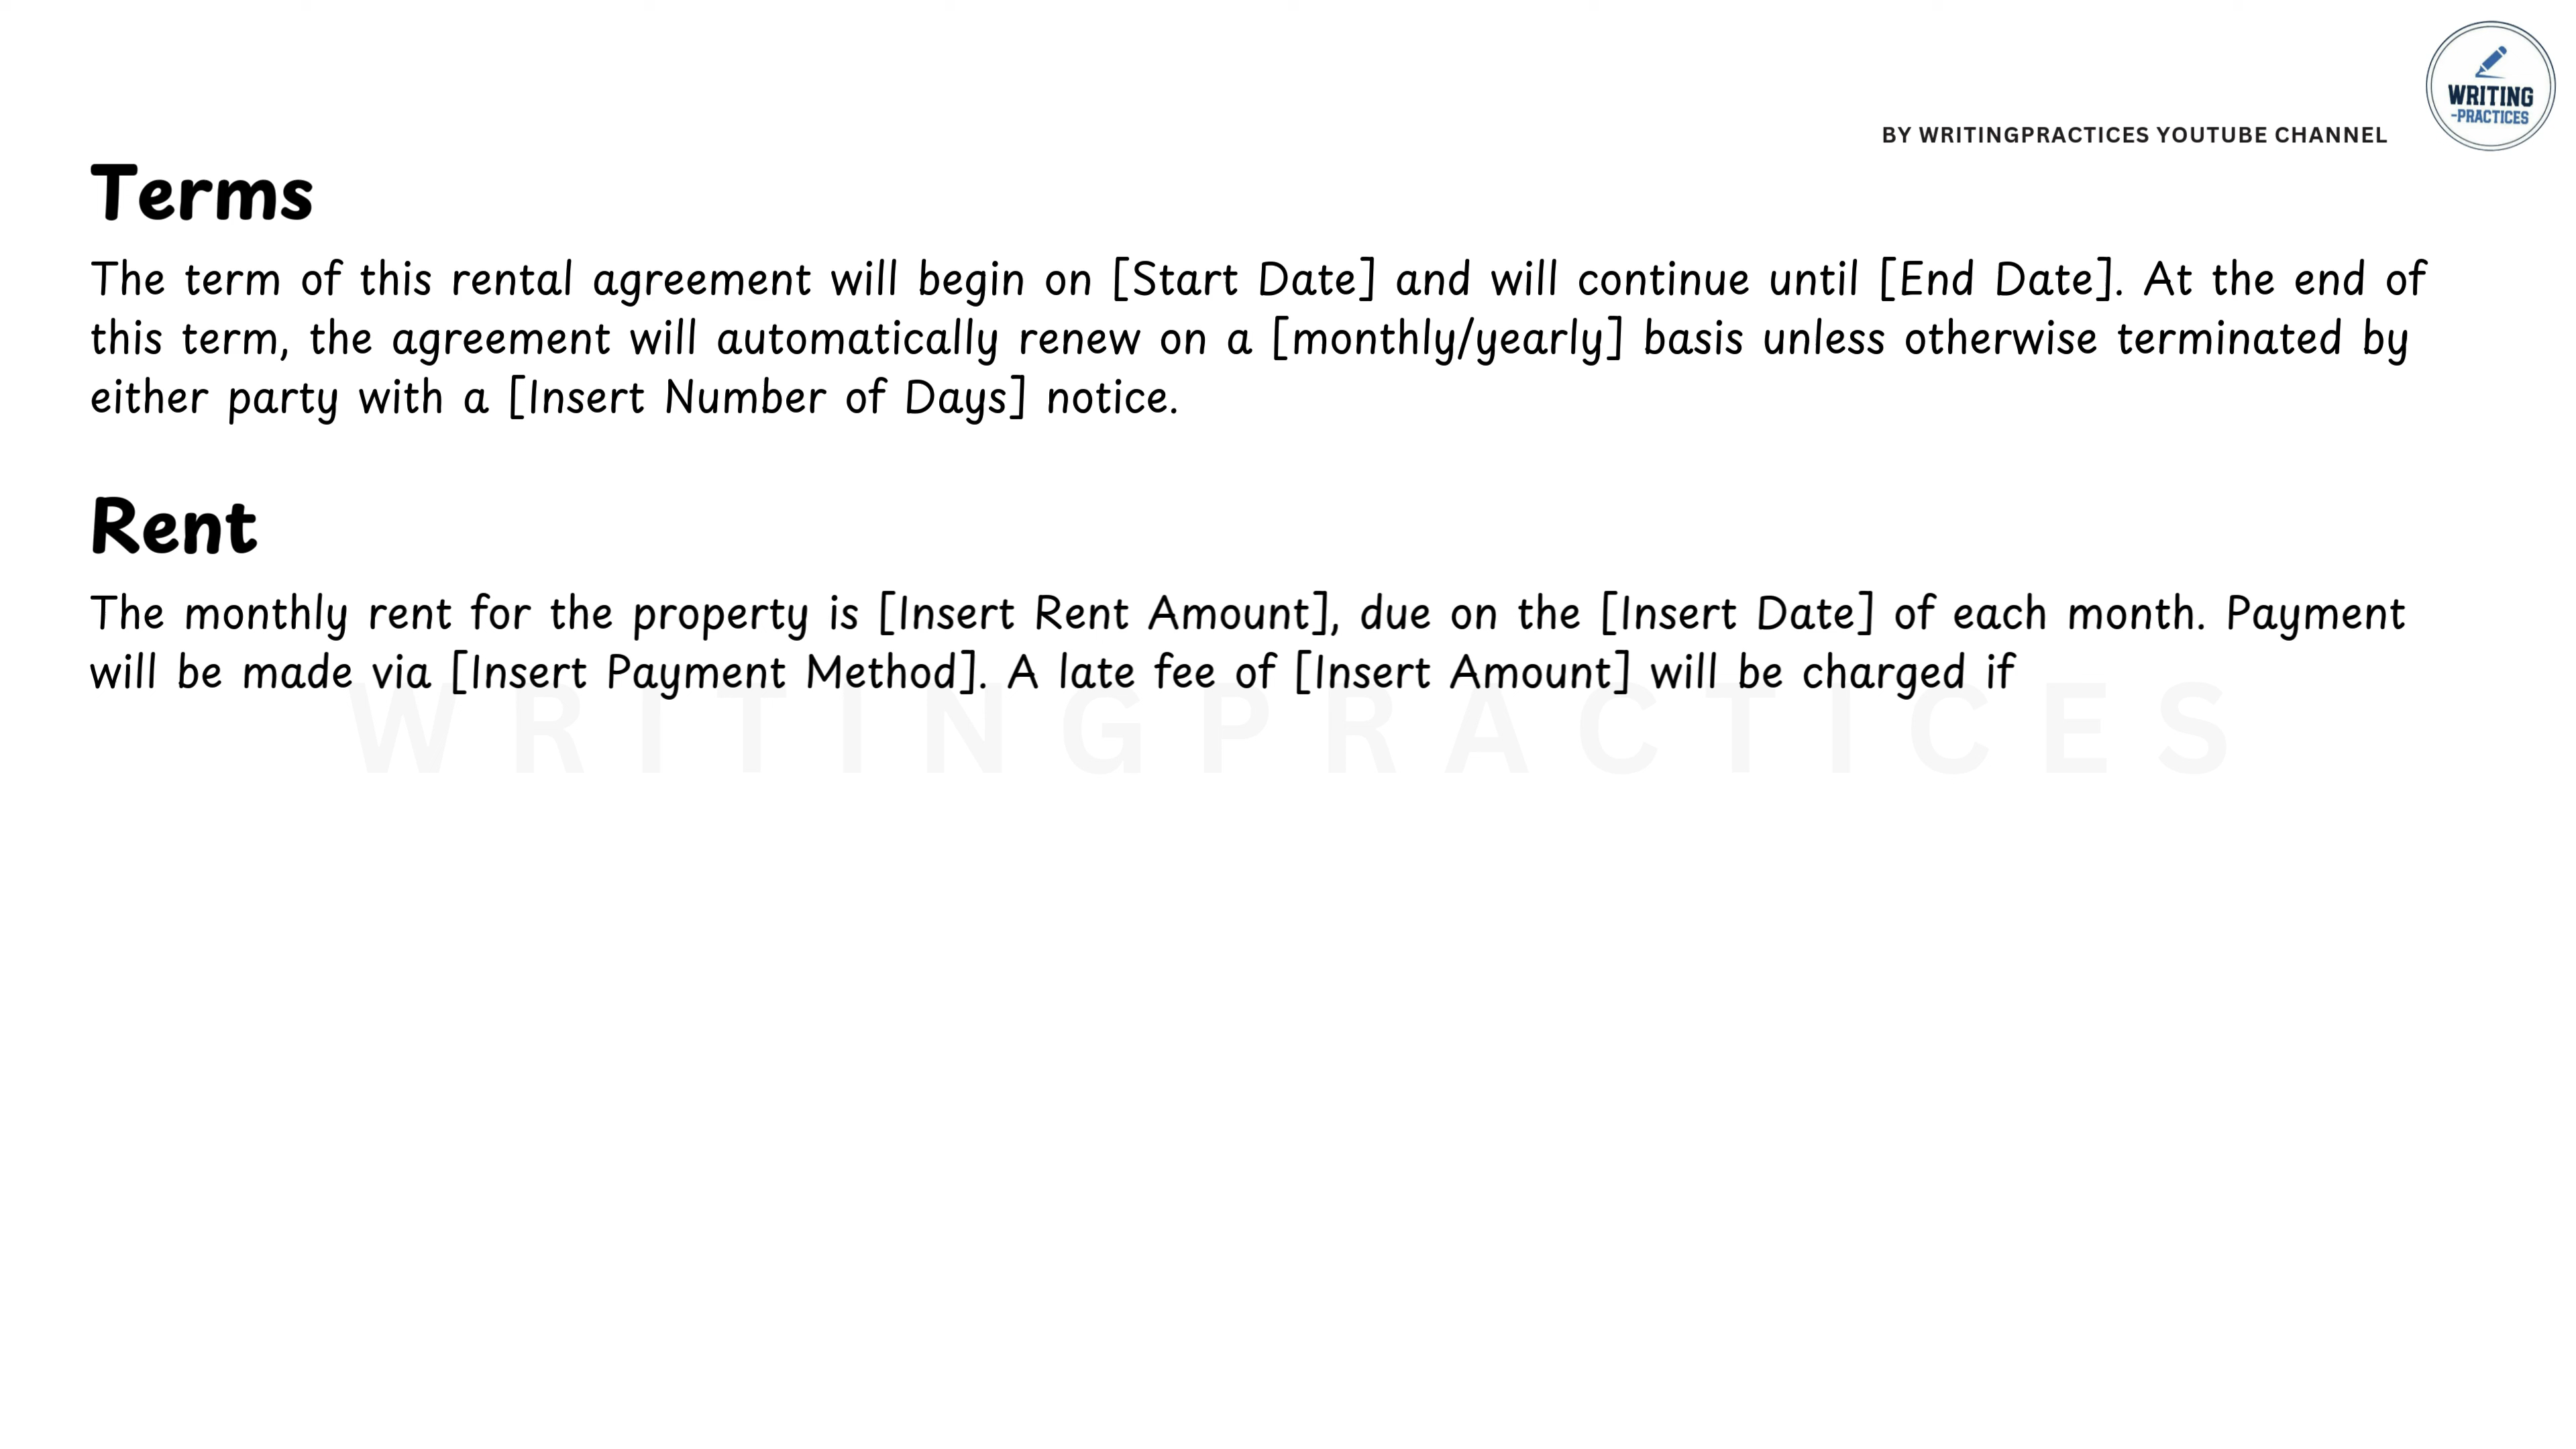 WRITING
-PRACTICES
BY WRITINGPRACTICES YOUTUBE CHANNEL
Terms
The term of this rental agreement will begin on [Start Date] and will continue until [End Date]. At the end of
this term, the agreement will automatically renew on a [monthly/yearly] basis unless otherwise terminated by
either party with a [Insert Number of Days] notice.
Rent
The monthly rent for the property is [Insert Rent Amount], due on the [Insert Date] of each month. Payment
will be made via [Insert Payment Method]. A late fee of [Insert Amount] will be charged if
WRITINGPRACTICES